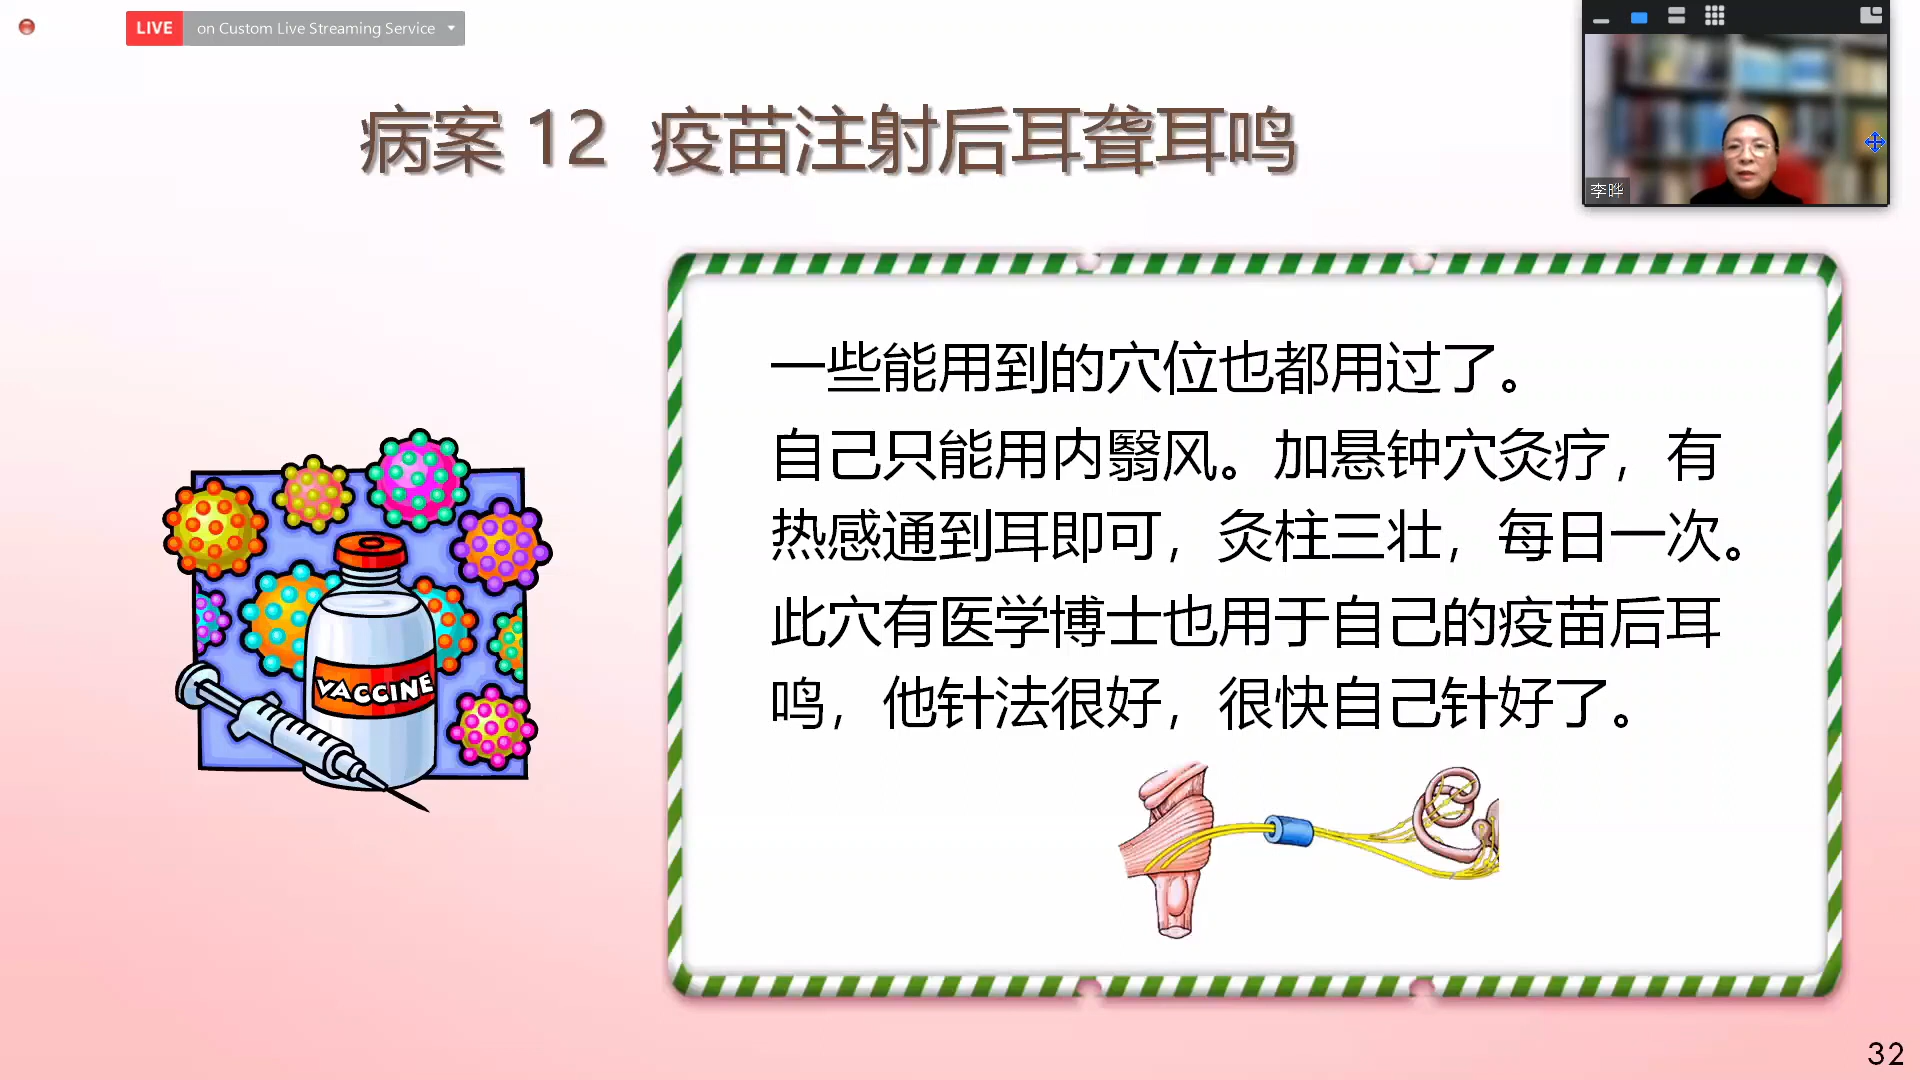 LIVE on Custom Live Streaming Service
病案 12 疫苗注射后耳聋耳鸣
李晔
一些能用到的穴位也都用过了。
自己只能用内翳风。加悬钟穴灸疗，有
热感通到耳即可，灸柱三壮，每日一次。
此穴有医学博士也用于自己的疫苗后耳
鸣，他针法很好，很快自己针好了。
VACCINE
32